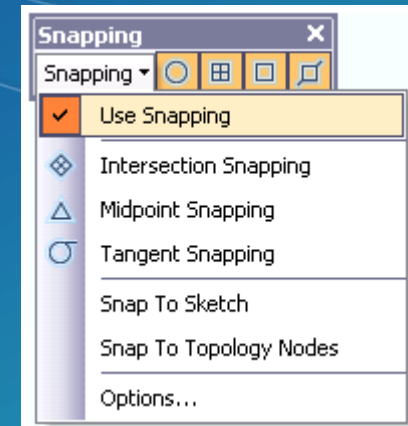 Snapping
Snapping
Use Snapping
Intersection Snapping
Midpoint Snapping
Tangent Snapping
Snap To Sketch
Snap To Topology Nodes
Options...